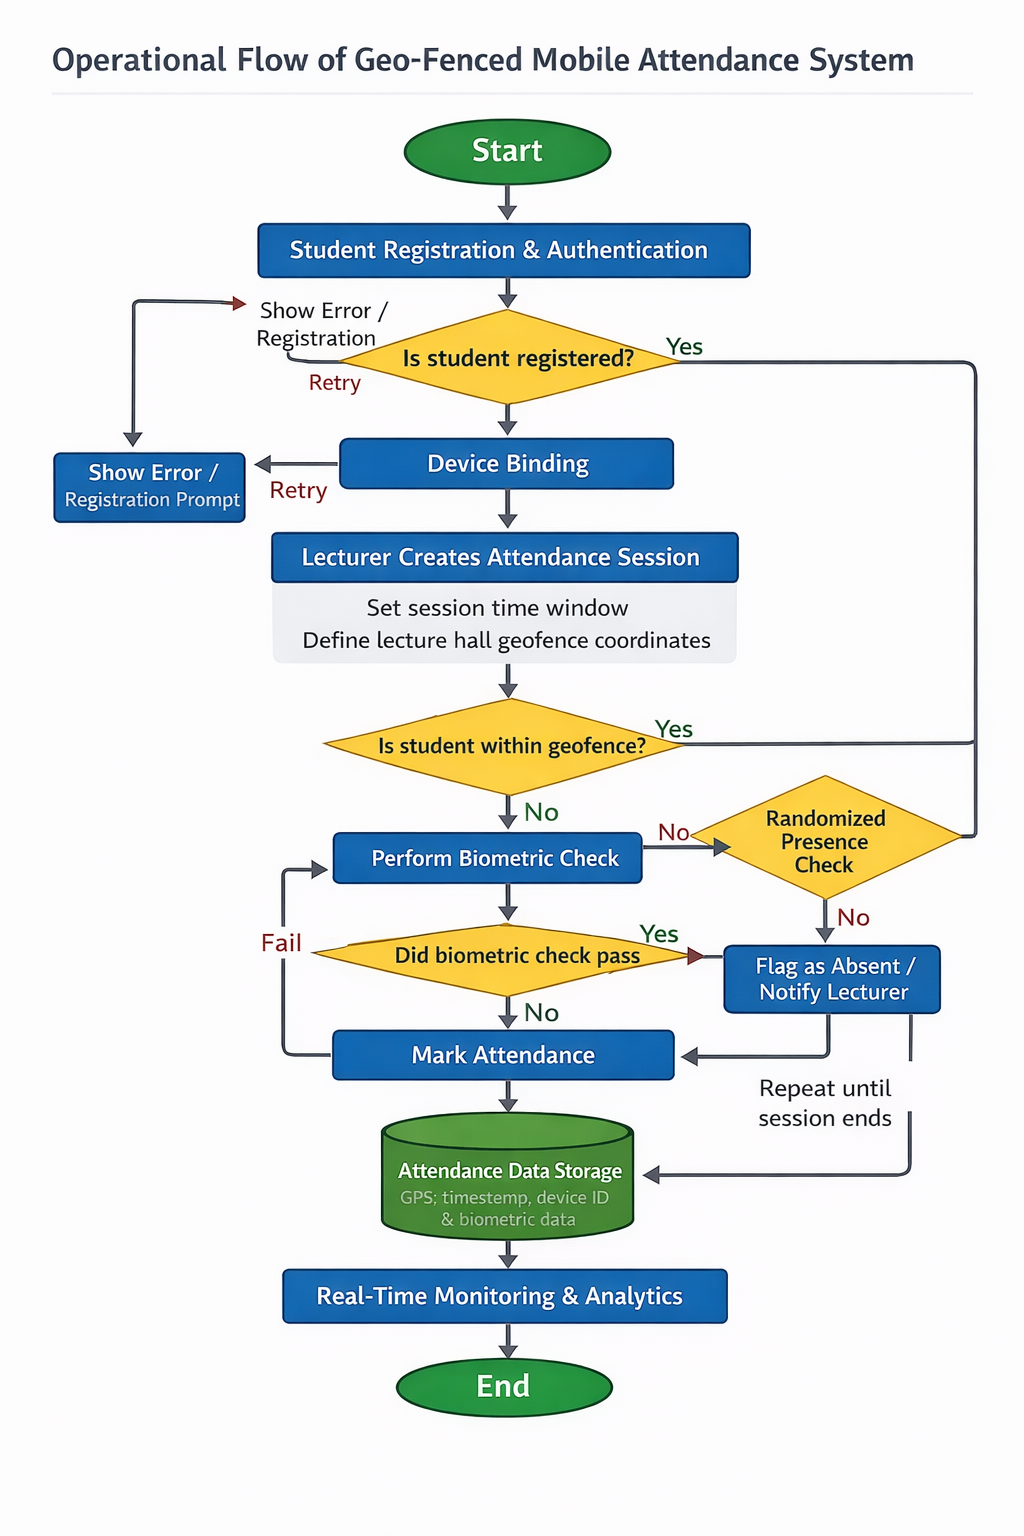 Operational Flow of Geo-Fenced Mobile Attendance System
Start
Student Registration & Authentication
Show Error /
Registration
Is student registered?
Yes
Retry
Device Binding
Show Error /
Registration Prompt
Retry
Lecturer Creates Attendance Session
Set session time window
Define lecture hall geofence coordinates
Is student within geofence?
Yes
No
Randomized
Presence
Check
No
Perform Biometric Check
No
Fail
Did biometric check pass
Yes
Flag as Absent /
Notify Lecturer
No
Mark Attendance
Repeat until
session ends
Attendance Data Storage
GPS; timestemp, device ID
& biometric data
Real-Time Monitoring & Analytics
End